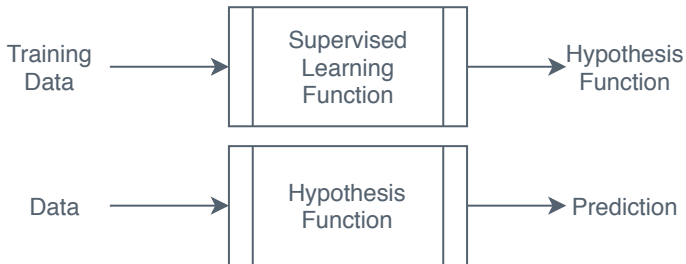 Training
Data
Supervised
Learning
Function
Hypothesis
Function
Data
Hypothesis
Function
Prediction